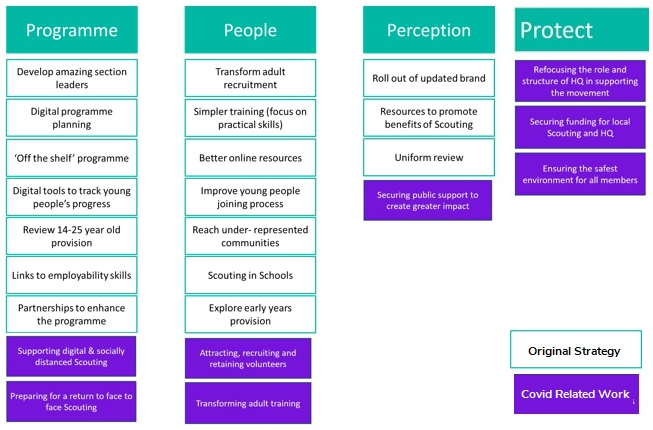 Programme
Develop amazing section
leaders
Digital programme
planning
‘Off the shelf’ programme
Digital tools to track young
people’s progress
Review 14-25 year old
provision
Links to employability skills
Partnerships to enhance
the programme
Supporting digital & socially
distanced Scouting
Preparing for a return to face to
face Scouting
People
Transform adult
recruitment
Simpler training (focus on
practical skills)
Better online resources
Improve young people
joining process
Reach under- represented
communities
Scouting in Schools
Explore early years
provision
Attracting, recruiting and
retaining volunteers
Transforming adult training
Perception
Roll out of updated brand
Resources to promote
benefits of Scouting
Uniform review
Securing public support to
create greater impact
Protect
Refocusing the role and
structure of HQ in supporting
the movement
Securing funding for local
Scouting and HQ
Ensuring the safest
environment for all members
Original Strategy
Covid Related Work